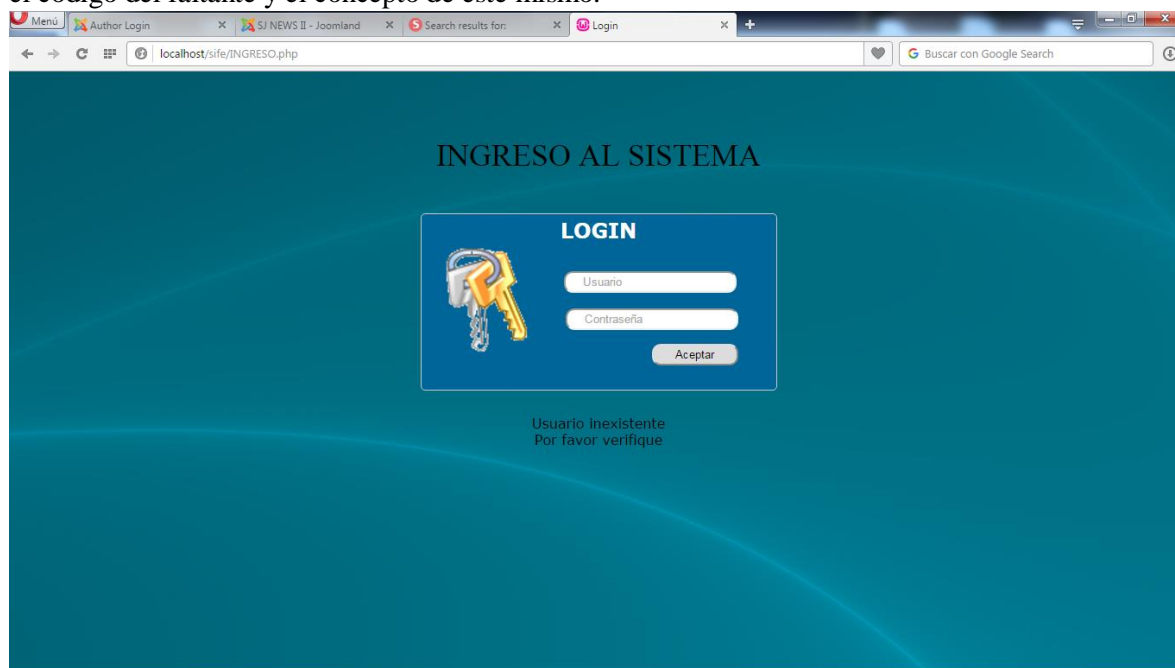 el código del faltante y el concepto de este mismo.
Menú Author Login SJ NEWS II - Joomland Search results for: Login
localhost/sife/INGRESO.php Buscar con Google Search
INGRESO AL SISTEMA
LOGIN
Usuario
Contraseña
Aceptar
Usuario inexistente
Por favor verifique